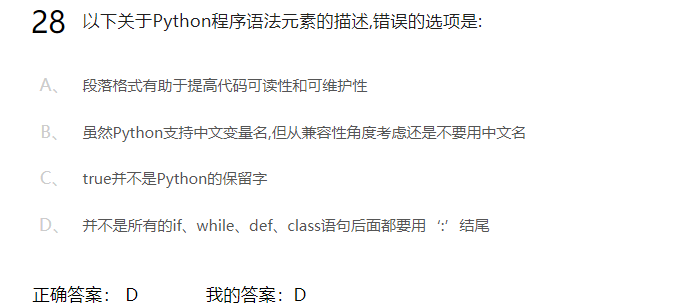 28 以下关于Python程序语法元素的描述,错误的选项是:
A、 段落格式有助于提高代码可读性和可维护性
B、 虽然Python支持中文变量名,但从兼容性角度考虑还是不要用中文名
C、 true并不是Python的保留字
D、 并不是所有的if、while、def、class语句后面都要用‘:’结尾
正确答案： D 我的答案：D